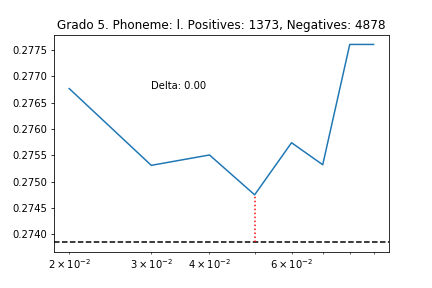 Grado 5. Phoneme: l. Positives: 1373, Negatives: 4878
0.2775
0.2770
Delta: 0.00
0.2765
0.2760
0.2755
0.2750
0.2745
0.2740
2 × 10⁻² 3 × 10⁻² 4 × 10⁻² 6 × 10⁻²